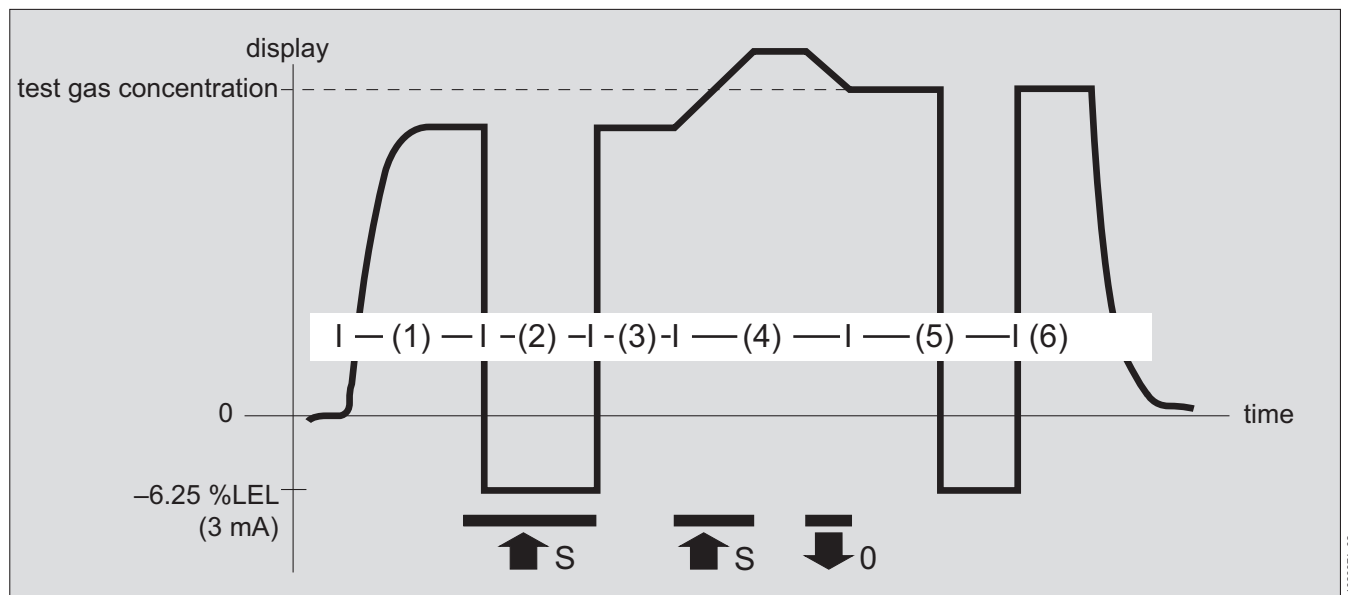 display
test gas concentration
I — (1) — I - (2) – I - (3) - I —— (4) —— I —— (5) —— I (6)
0
time
–6.25 %LEL
(3 mA)
S
S
0